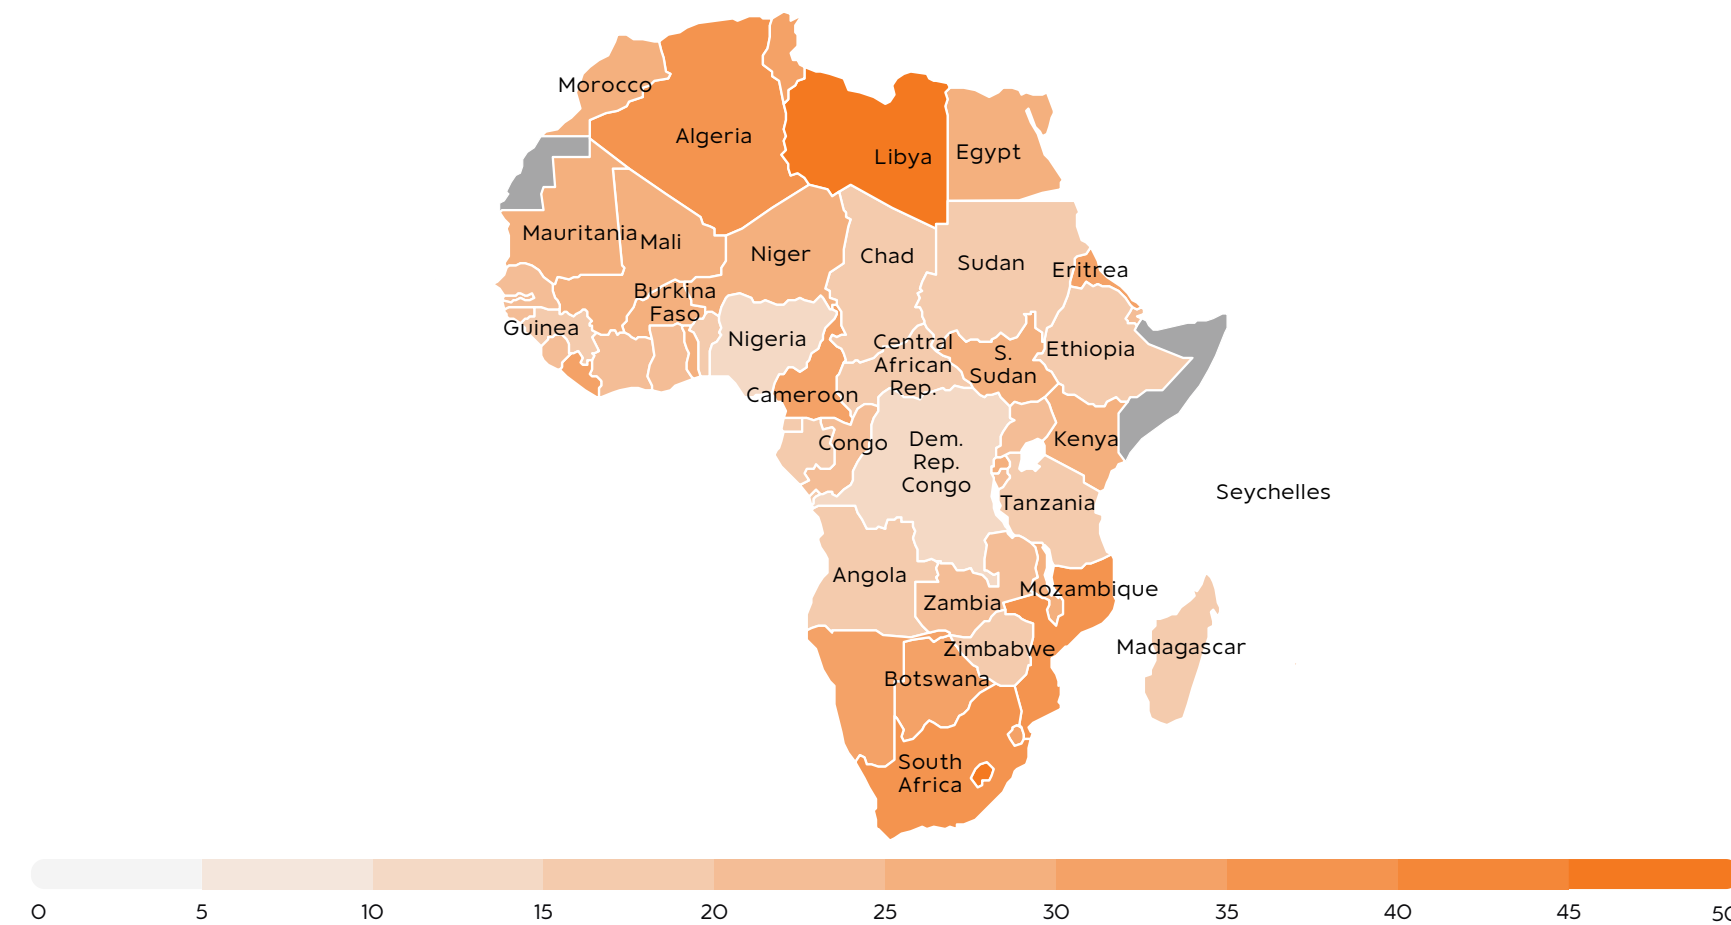 Morocco
Algeria
Libya
Egypt
Mauritania
Mali
Niger
Chad
Sudan
Eritrea
Burkina
Faso
Guinea
Nigeria
Central
African
Rep.
S.
Sudan
Ethiopia
Cameroon
Congo
Dem.
Rep.
Congo
Kenya
Seychelles
Tanzania
Angola
Mozambique
Zambia
Zimbabwe
Madagascar
Botswana
South
Africa
0 5 10 15 20 25 30 35 40 45 50